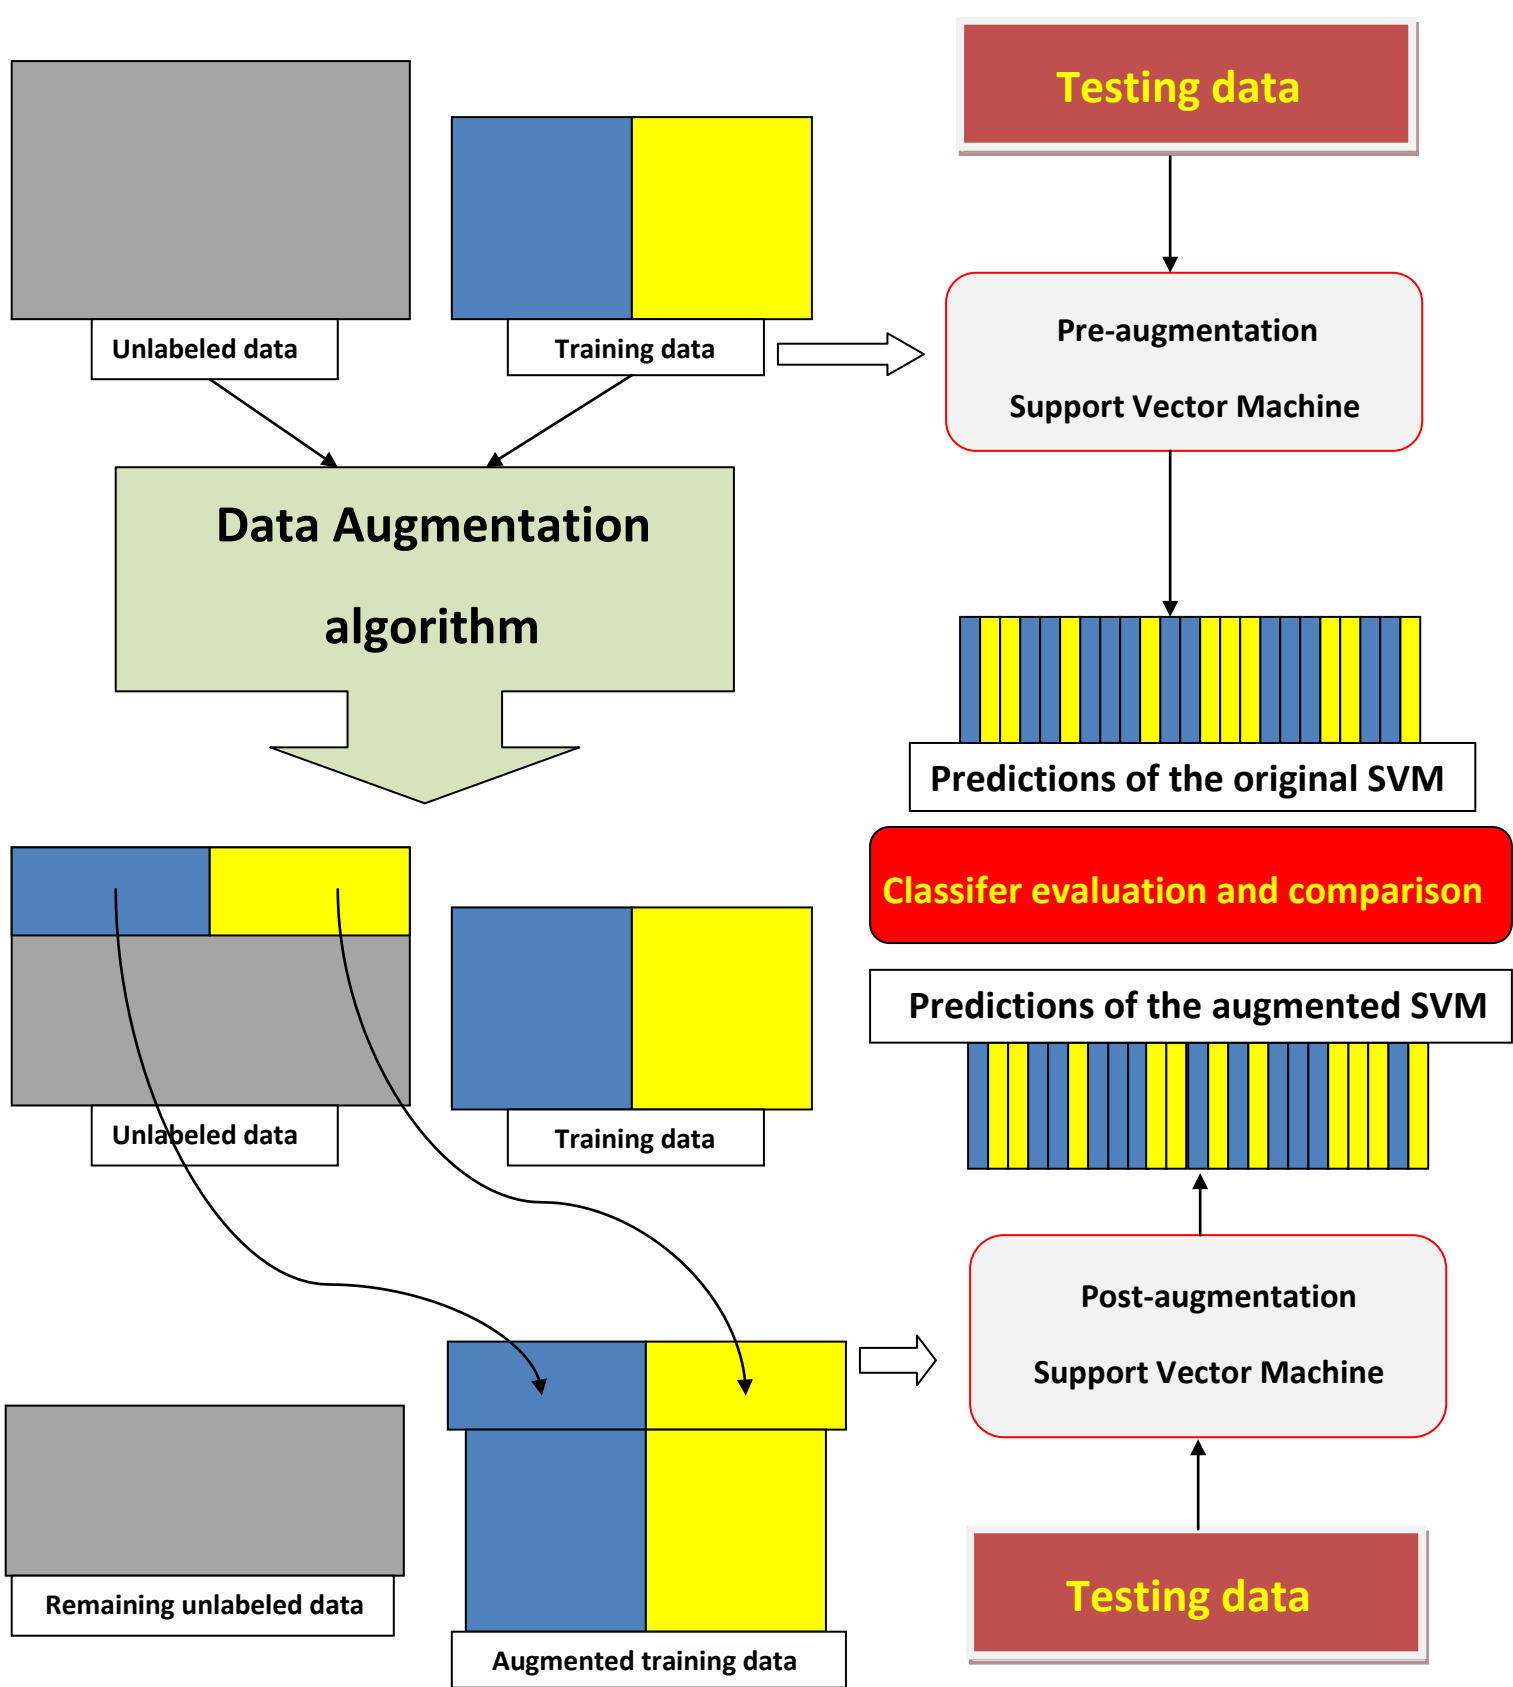 Testing data
Unlabeled data
Training data
Pre-augmentation
Support Vector Machine
Data Augmentation
algorithm
Predictions of the original SVM
Classifer evaluation and comparison
Predictions of the augmented SVM
Unlabeled data
Training data
Post-augmentation
Support Vector Machine
Remaining unlabeled data
Augmented training data
Testing data